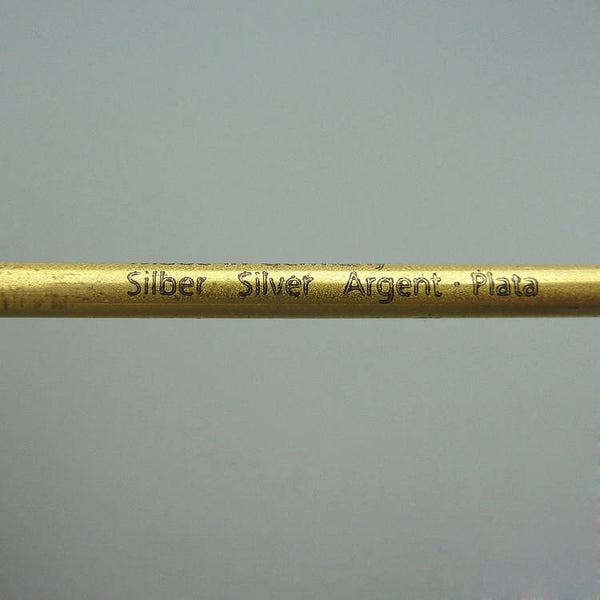 Silber Silver Argent · Plata